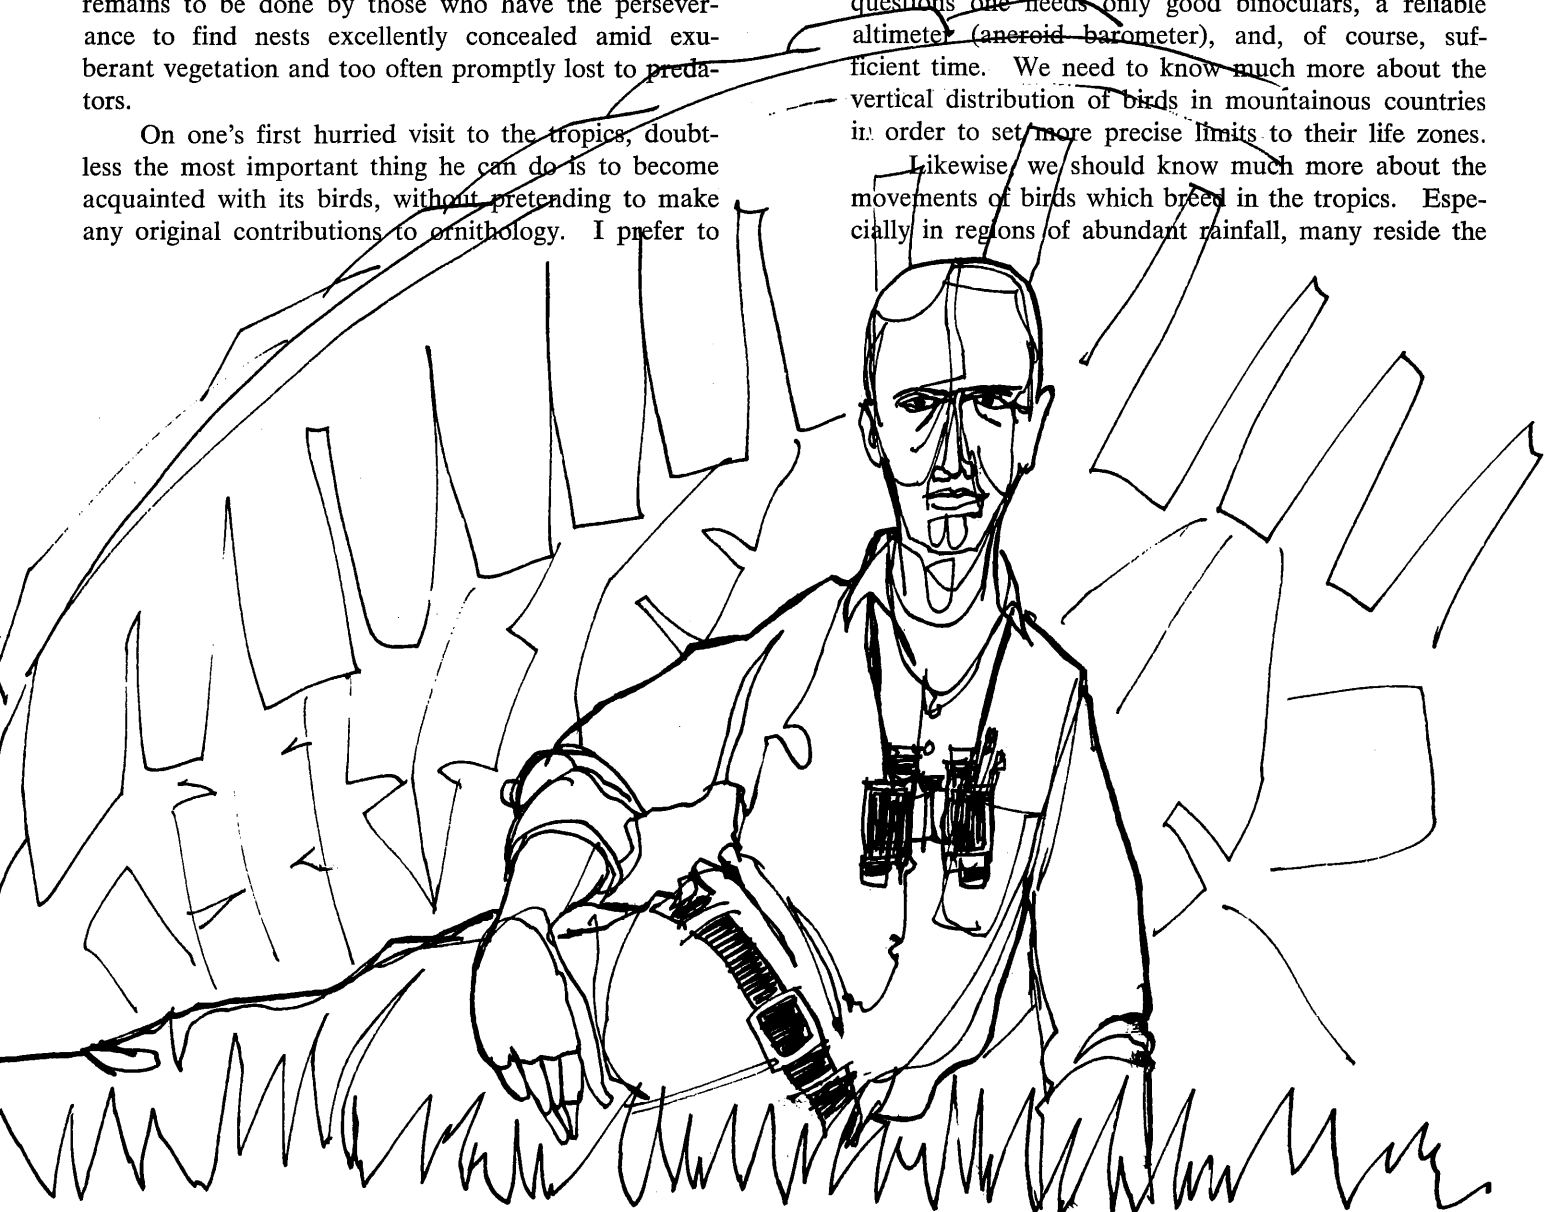 remains to be done by those who have the persever-
ance to find nests excellently concealed amid exu-
berant vegetation and too often promptly lost to preda-
tors.
On one's first hurried visit to the tropics, doubt-
less the most important thing he can do is to become
acquainted with its birds, without pretending to make
any original contributions to ornithology. I prefer to
questions one needs only good binoculars, a reliable
altimeter (aneroid barometer), and, of course, suf-
ficient time. We need to know much more about the
vertical distribution of birds in mountainous countries
in order to set more precise limits to their life zones.
Likewise, we should know much more about the
movements of birds which breed in the tropics. Espe-
cially in regions of abundant rainfall, many reside the